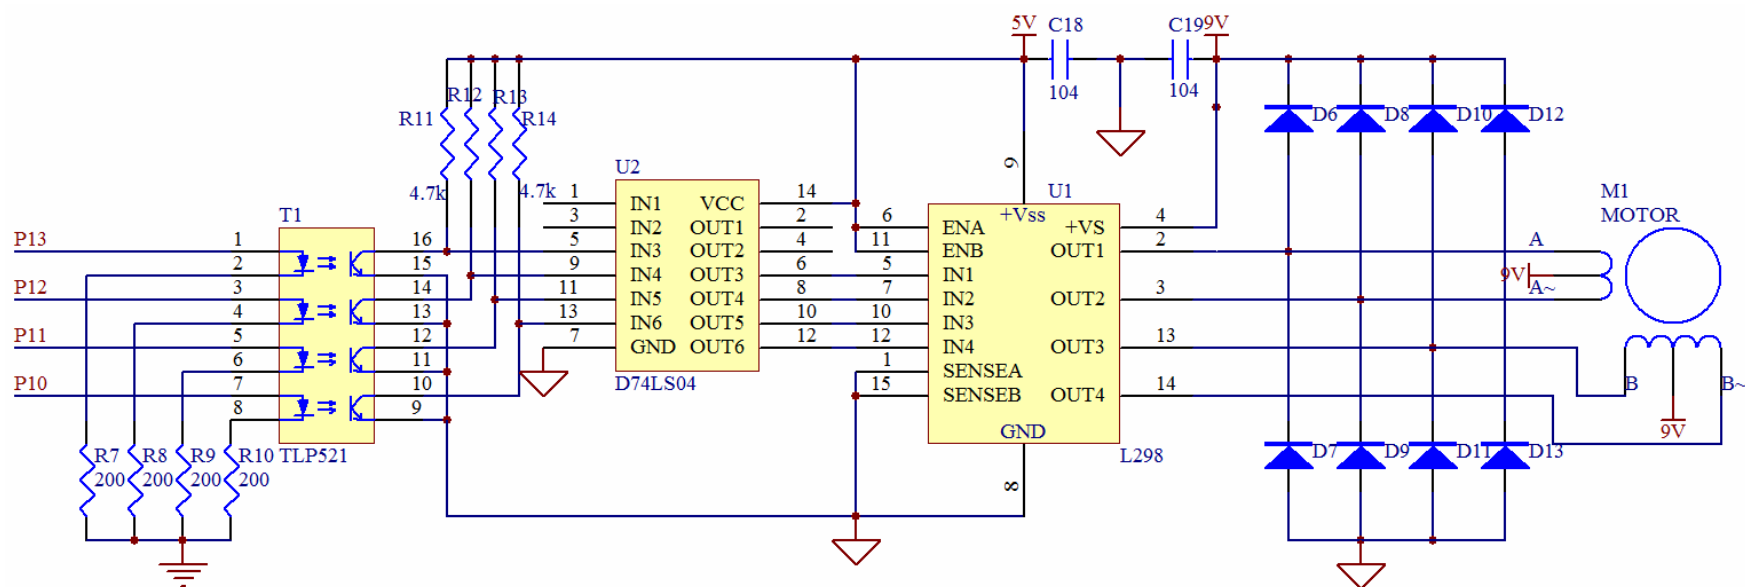 5V
C18
C19
9V
104
104
R11
R12
R13
R14
4.7k
4.7k
D6
D8
D10
D12
U2
1 IN1 VCC 14
3 IN2 OUT1 2
5 IN3 OUT2 4
9 IN4 OUT3 6
11 IN5 OUT4 8
13 IN6 OUT5 10
7 GND OUT6 12
D74LS04
9
U1
+Vss
6 ENA +VS 4
11 ENB OUT1 2
5 IN1
7 IN2 OUT2 3
10 IN3
12 IN4 OUT3 13
1 SENSEA
15 SENSEB OUT4 14
GND
8
L298
M1
MOTOR
A
9V
A~
B
B~
9V
T1
P13
1
16
2
15
P12
3
14
4
13
P11
5
12
6
11
P10
7
10
8
9
TLP521
R7
200
R8
200
R9
200
R10
200
D7
D9
D11
D13